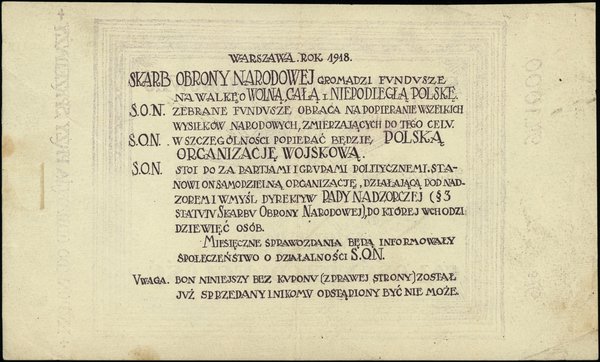 WARSZAWA. ROK 1918.
SKARB OBRONY NARODOWEJ GROMADZI FVNDVSZE
NA WALKĘ O WOLNĄ, CAŁĄ I NIEPODLEGŁĄ POLSKĘ.
S.O.N. ZEBRANE FVNDVSZE OBRACA NA POPIERANIE WSZELKICH
WYSIŁKÓW NARODOWYCH, ZMIERZAJĄCYCH DO TEGO CELV.
S.O.N. W SZCZEGÓLNOŚCI POPIERAĆ BĘDZIE POLSKĄ
ORGANIZACJĘ WOJSKOWĄ.
S.O.N. STOI POZA PARTJAMI I GRVPAMI POLITYCZNEMI. STA-
NOWI ON SAMODZIELNĄ ORGANIZACJĘ, DZIAŁAJĄCĄ POD NAD-
ZOREM I W MYŚL DYREKTYW RADY NADZORCZEJ (§3
STATVTV SKARBV OBRONY NARODOWEJ), DO KTÓREJ WCHODZI
DZIEWIĘĆ OSÓB.
MIESIĘCZNE SPRAWOZDANIA BĘDĄ INFORMOWAŁY
SPOŁECZEŃSTWO O DZIAŁALNOŚCI S.O.N.
VWAGA. BON NINIEJSZY BEZ KVPONV (Z PRAWEJ STRONY) ZOSTAŁ
JVŻ SPRZEDANY I NIKOMV ODSTĄPIONY BYĆ NIE MOŻE.